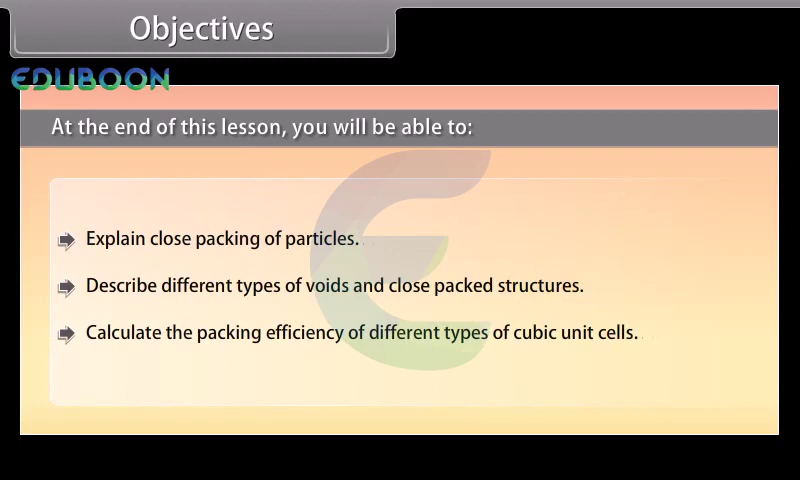 Objectives
EDUBOON
At the end of this lesson, you will be able to:
Explain close packing of particles.
Describe different types of voids and close packed structures.
Calculate the packing efficiency of different types of cubic unit cells.